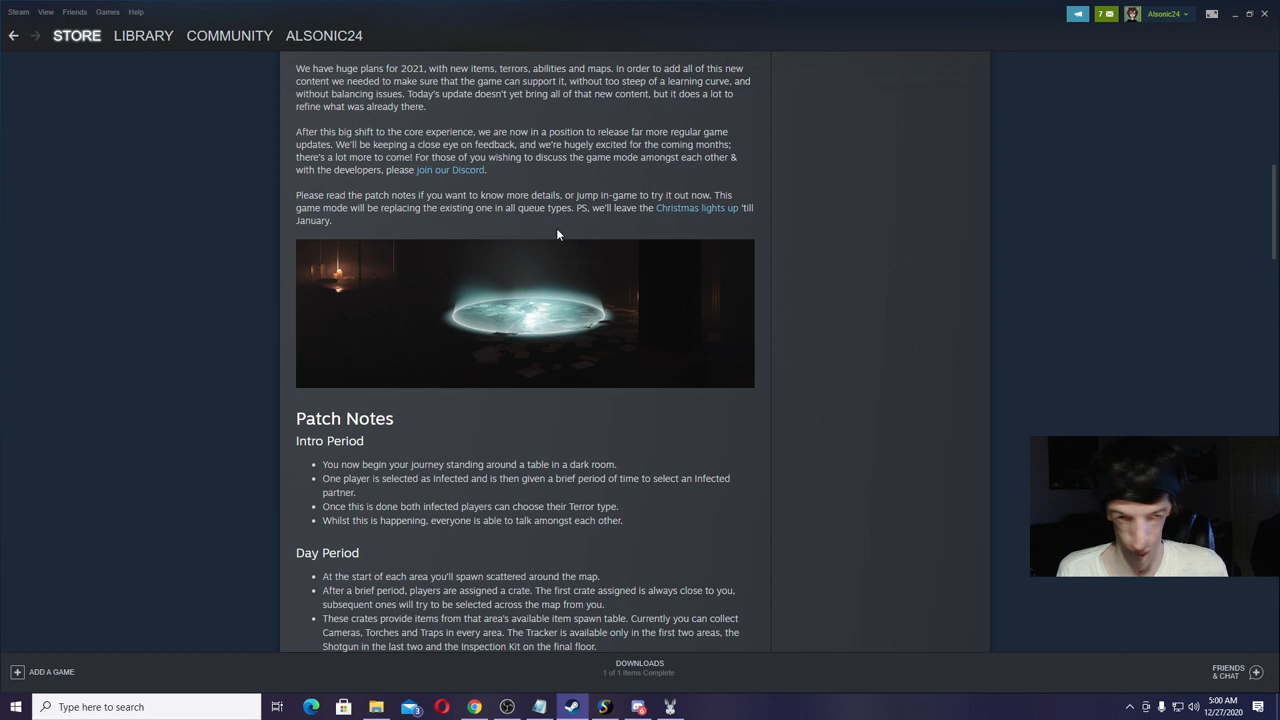 Steam View Friends Games Help
7 Alsonic24
STORE LIBRARY COMMUNITY ALSONIC24
We have huge plans for 2021, with new items, terrors, abilities and maps. In order to add all of this new
content we needed to make sure that the game can support it, without too steep of a learning curve, and
without balancing issues. Today's update doesn't yet bring all of that new content, but it does a lot to
refine what was already there.
After this big shift to the core experience, we are now in a position to release far more regular game
updates. We'll be keeping a close eye on feedback, and we're hugely excited for the coming months;
there's a lot more to come! For those of you wishing to discuss the game mode amongst each other &
with the developers, please join our Discord.
Please read the patch notes if you want to know more details, or jump in-game to try it out now. This
game mode will be replacing the existing one in all queue types. PS, we'll leave the Christmas lights up 'till
January.
Patch Notes
Intro Period
• You now begin your journey standing around a table in a dark room.
• One player is selected as Infected and is then given a brief period of time to select an Infected
partner.
• Once this is done both infected players can choose their Terror type.
• Whilst this is happening, everyone is able to talk amongst each other.
Day Period
• At the start of each area you'll spawn scattered around the map.
• After a brief period, players are assigned a crate. The first crate assigned is always close to you,
subsequent ones will try to be selected across the map from you.
• These crates provide items from that area's available item spawn table. Currently you can collect
Cameras, Torches and Traps in every area. The Tracker is available only in the first two areas, the
Shotgun in the last two and the Inspection Kit on the final floor.
ADD A GAME
DOWNLOADS
1 of 1 Items Complete
FRIENDS
& CHAT
Type here to search
3
5:00 AM
12/27/2020